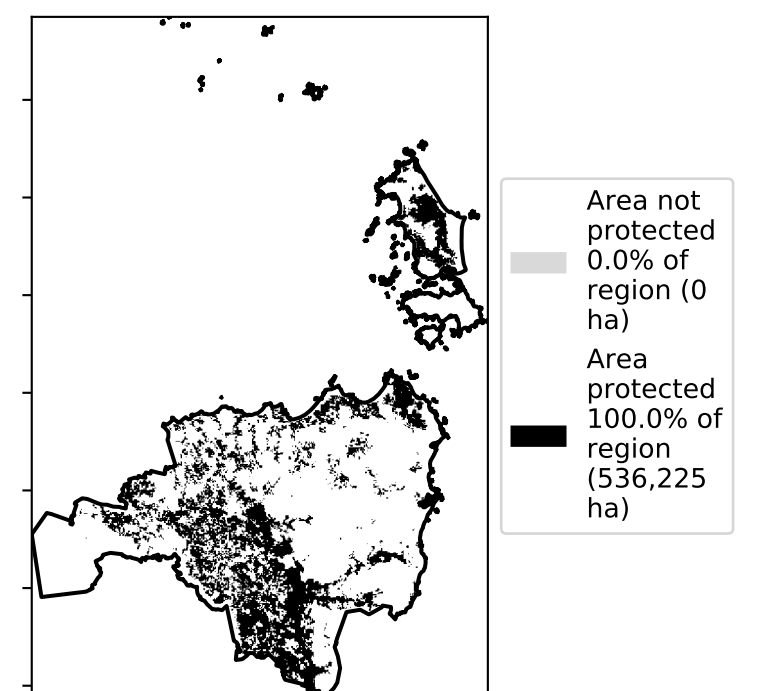 Area not
protected
0.0% of
region (0
ha)
Area
protected
100.0% of
region
(536,225
ha)